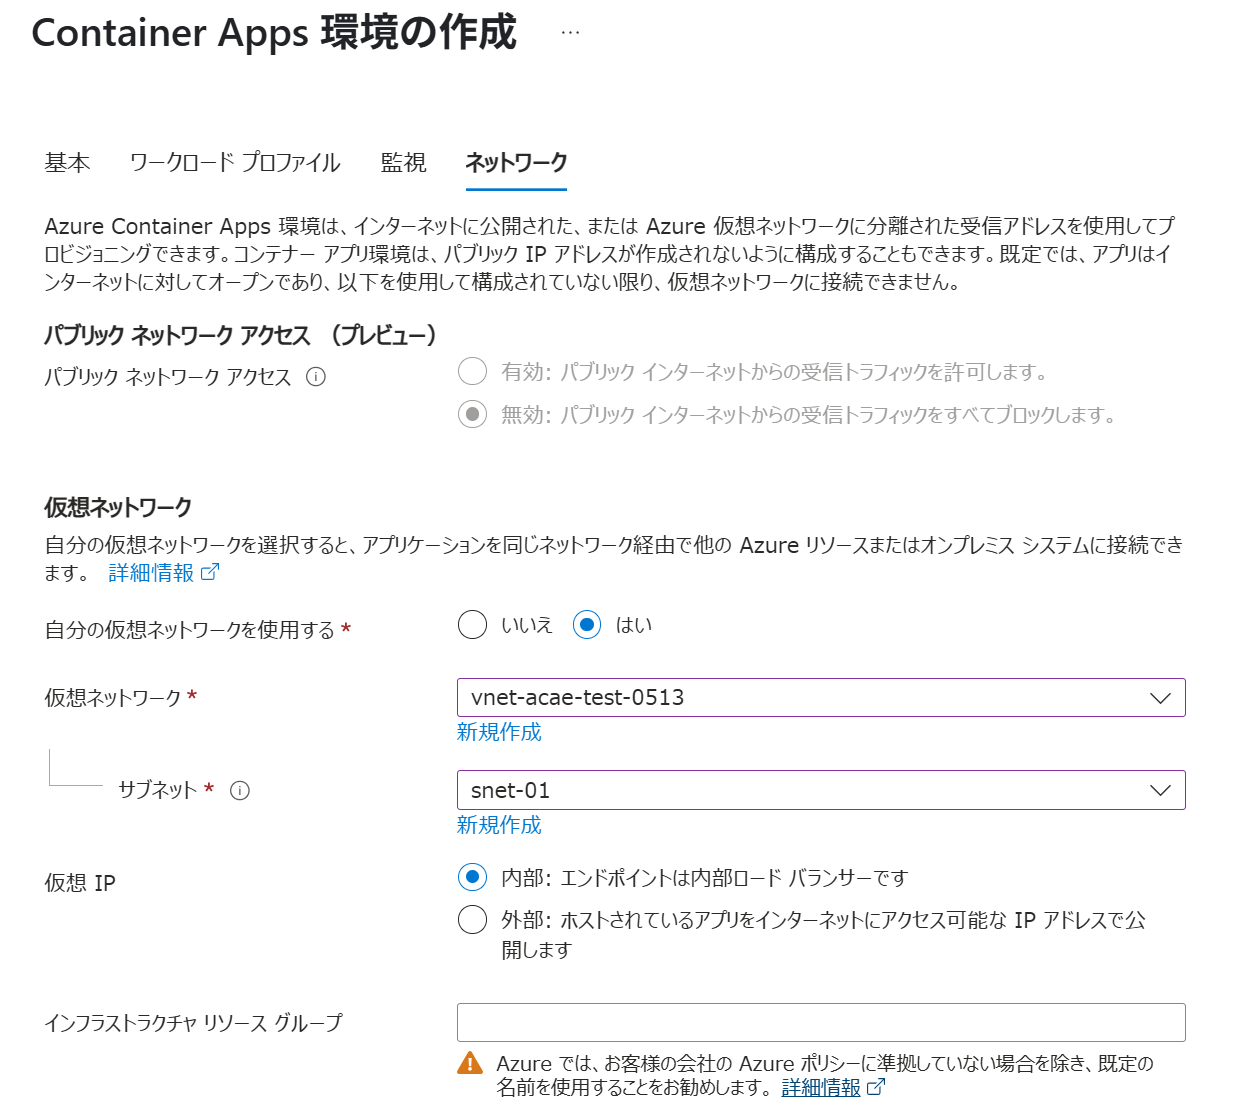 Container Apps 環境の作成 …
基本 ワークロード プロファイル 監視 ネットワーク
Azure Container Apps 環境は、インターネットに公開された、または Azure 仮想ネットワークに分離された受信アドレスを使用してプ
ロビジョニングできます。コンテナー アプリ環境は、パブリック IP アドレスが作成されないように構成することもできます。既定では、アプリはイ
ンターネットに対してオープンであり、以下を使用して構成されていない限り、仮想ネットワークに接続できません。
パブリック ネットワーク アクセス （プレビュー）
パブリック ネットワーク アクセス
有効: パブリック インターネットからの受信トラフィックを許可します。
無効: パブリック インターネットからの受信トラフィックをすべてブロックします。
仮想ネットワーク
自分の仮想ネットワークを選択すると、アプリケーションを同じネットワーク経由で他の Azure リソースまたはオンプレミス システムに接続でき
ます。 詳細情報
自分の仮想ネットワークを使用する *
いいえ はい
仮想ネットワーク *
vnet-acae-test-0513
新規作成
サブネット *
snet-01
新規作成
仮想 IP
内部: エンドポイントは内部ロード バランサーです
外部: ホストされているアプリをインターネットにアクセス可能な IP アドレスで公
開します
インフラストラクチャ リソース グループ
Azure では、お客様の会社の Azure ポリシーに準拠していない場合を除き、既定の
名前を使用することをお勧めします。 詳細情報